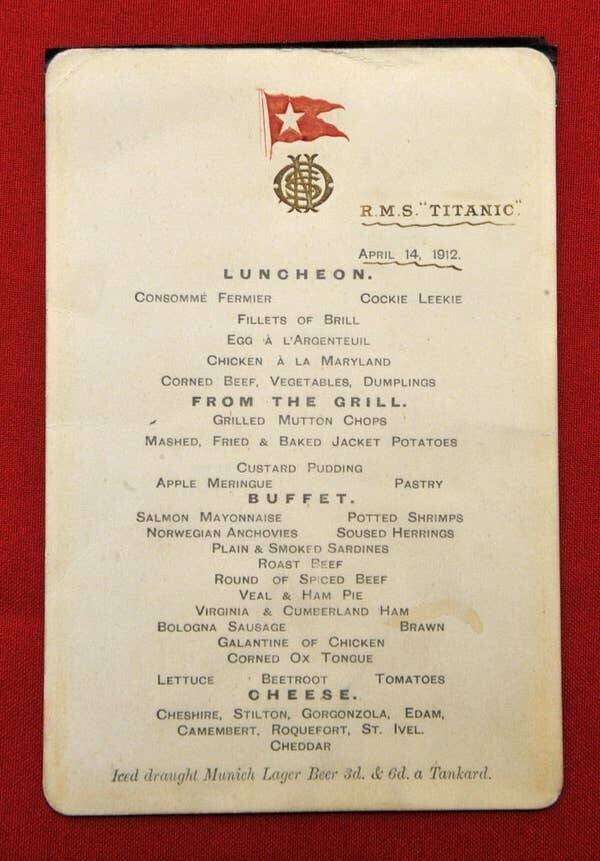 R.M.S. "TITANIC".
APRIL 14, 1912.
LUNCHEON.
CONSOMMÉ FERMIER COCKIE LEEKIE
FILLETS OF BRILL
EGG À L'ARGENTEUIL
CHICKEN À LA MARYLAND
CORNED BEEF, VEGETABLES, DUMPLINGS
FROM THE GRILL.
GRILLED MUTTON CHOPS
MASHED, FRIED & BAKED JACKET POTATOES
CUSTARD PUDDING
APPLE MERINGUE PASTRY
BUFFET.
SALMON MAYONNAISE POTTED SHRIMPS
NORWEGIAN ANCHOVIES SOUSED HERRINGS
PLAIN & SMOKED SARDINES
ROAST BEEF
ROUND OF SPICED BEEF
VEAL & HAM PIE
VIRGINIA & CUMBERLAND HAM
BOLOGNA SAUSAGE BRAWN
GALANTINE OF CHICKEN
CORNED OX TONGUE
LETTUCE BEETROOT TOMATOES
CHEESE.
CHESHIRE, STILTON, GORGONZOLA, EDAM,
CAMEMBERT, ROQUEFORT, ST. IVEL.
CHEDDAR
Iced draught Munich Lager Beer 3d. & 6d. a Tankard.